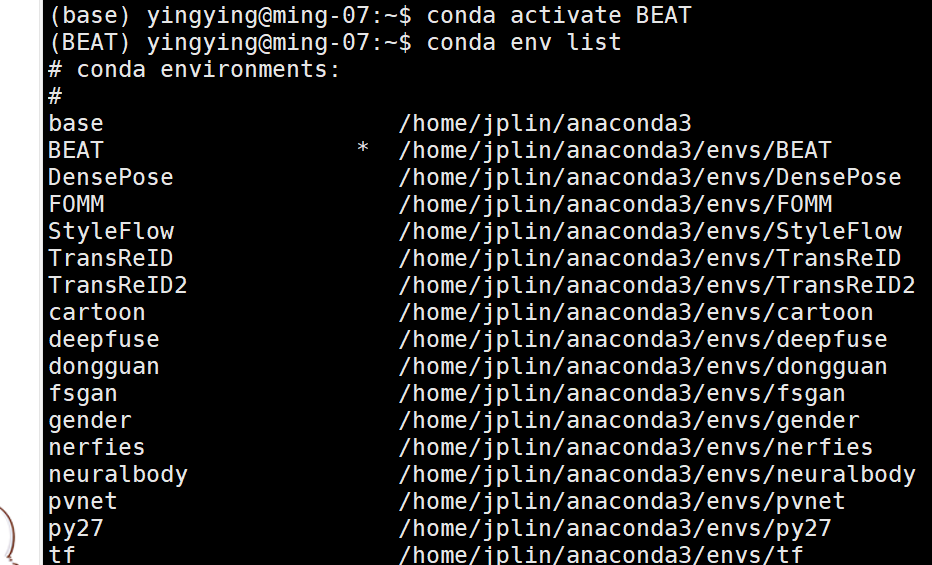 (base) yingying@ming-07:~$ conda activate BEAT
(BEAT) yingying@ming-07:~$ conda env list
# conda environments:
#
base                     /home/jplin/anaconda3
BEAT                  *  /home/jplin/anaconda3/envs/BEAT
DensePose                /home/jplin/anaconda3/envs/DensePose
FOMM                     /home/jplin/anaconda3/envs/FOMM
StyleFlow                /home/jplin/anaconda3/envs/StyleFlow
TransReID                /home/jplin/anaconda3/envs/TransReID
TransReID2               /home/jplin/anaconda3/envs/TransReID2
cartoon                  /home/jplin/anaconda3/envs/cartoon
deepfuse                 /home/jplin/anaconda3/envs/deepfuse
dongguan                 /home/jplin/anaconda3/envs/dongguan
fsgan                    /home/jplin/anaconda3/envs/fsgan
gender                   /home/jplin/anaconda3/envs/gender
nerfies                  /home/jplin/anaconda3/envs/nerfies
neuralbody               /home/jplin/anaconda3/envs/neuralbody
pvnet                    /home/jplin/anaconda3/envs/pvnet
py27                     /home/jplin/anaconda3/envs/py27
tf                       /home/jplin/anaconda3/envs/tf